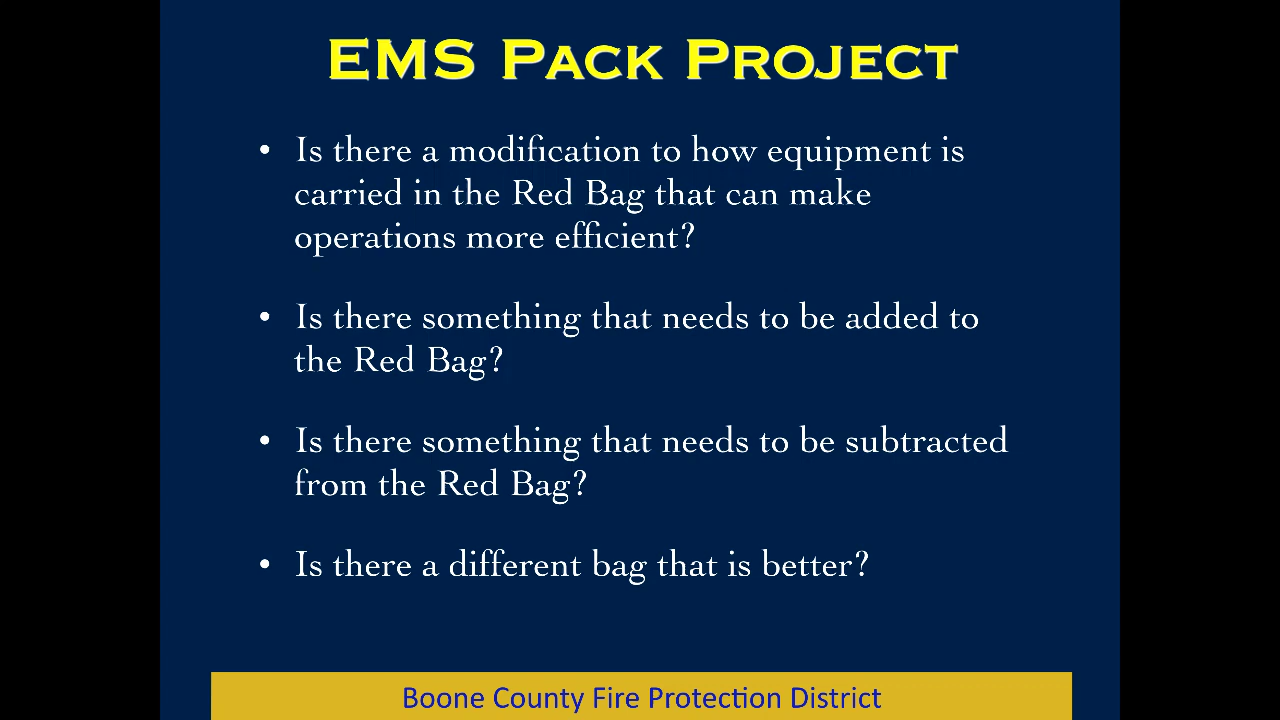 EMS Pack Project
• Is there a modification to how equipment is
carried in the Red Bag that can make
operations more efficient?
• Is there something that needs to be added to
the Red Bag?
• Is there something that needs to be subtracted
from the Red Bag?
• Is there a different bag that is better?
Boone County Fire Protection District